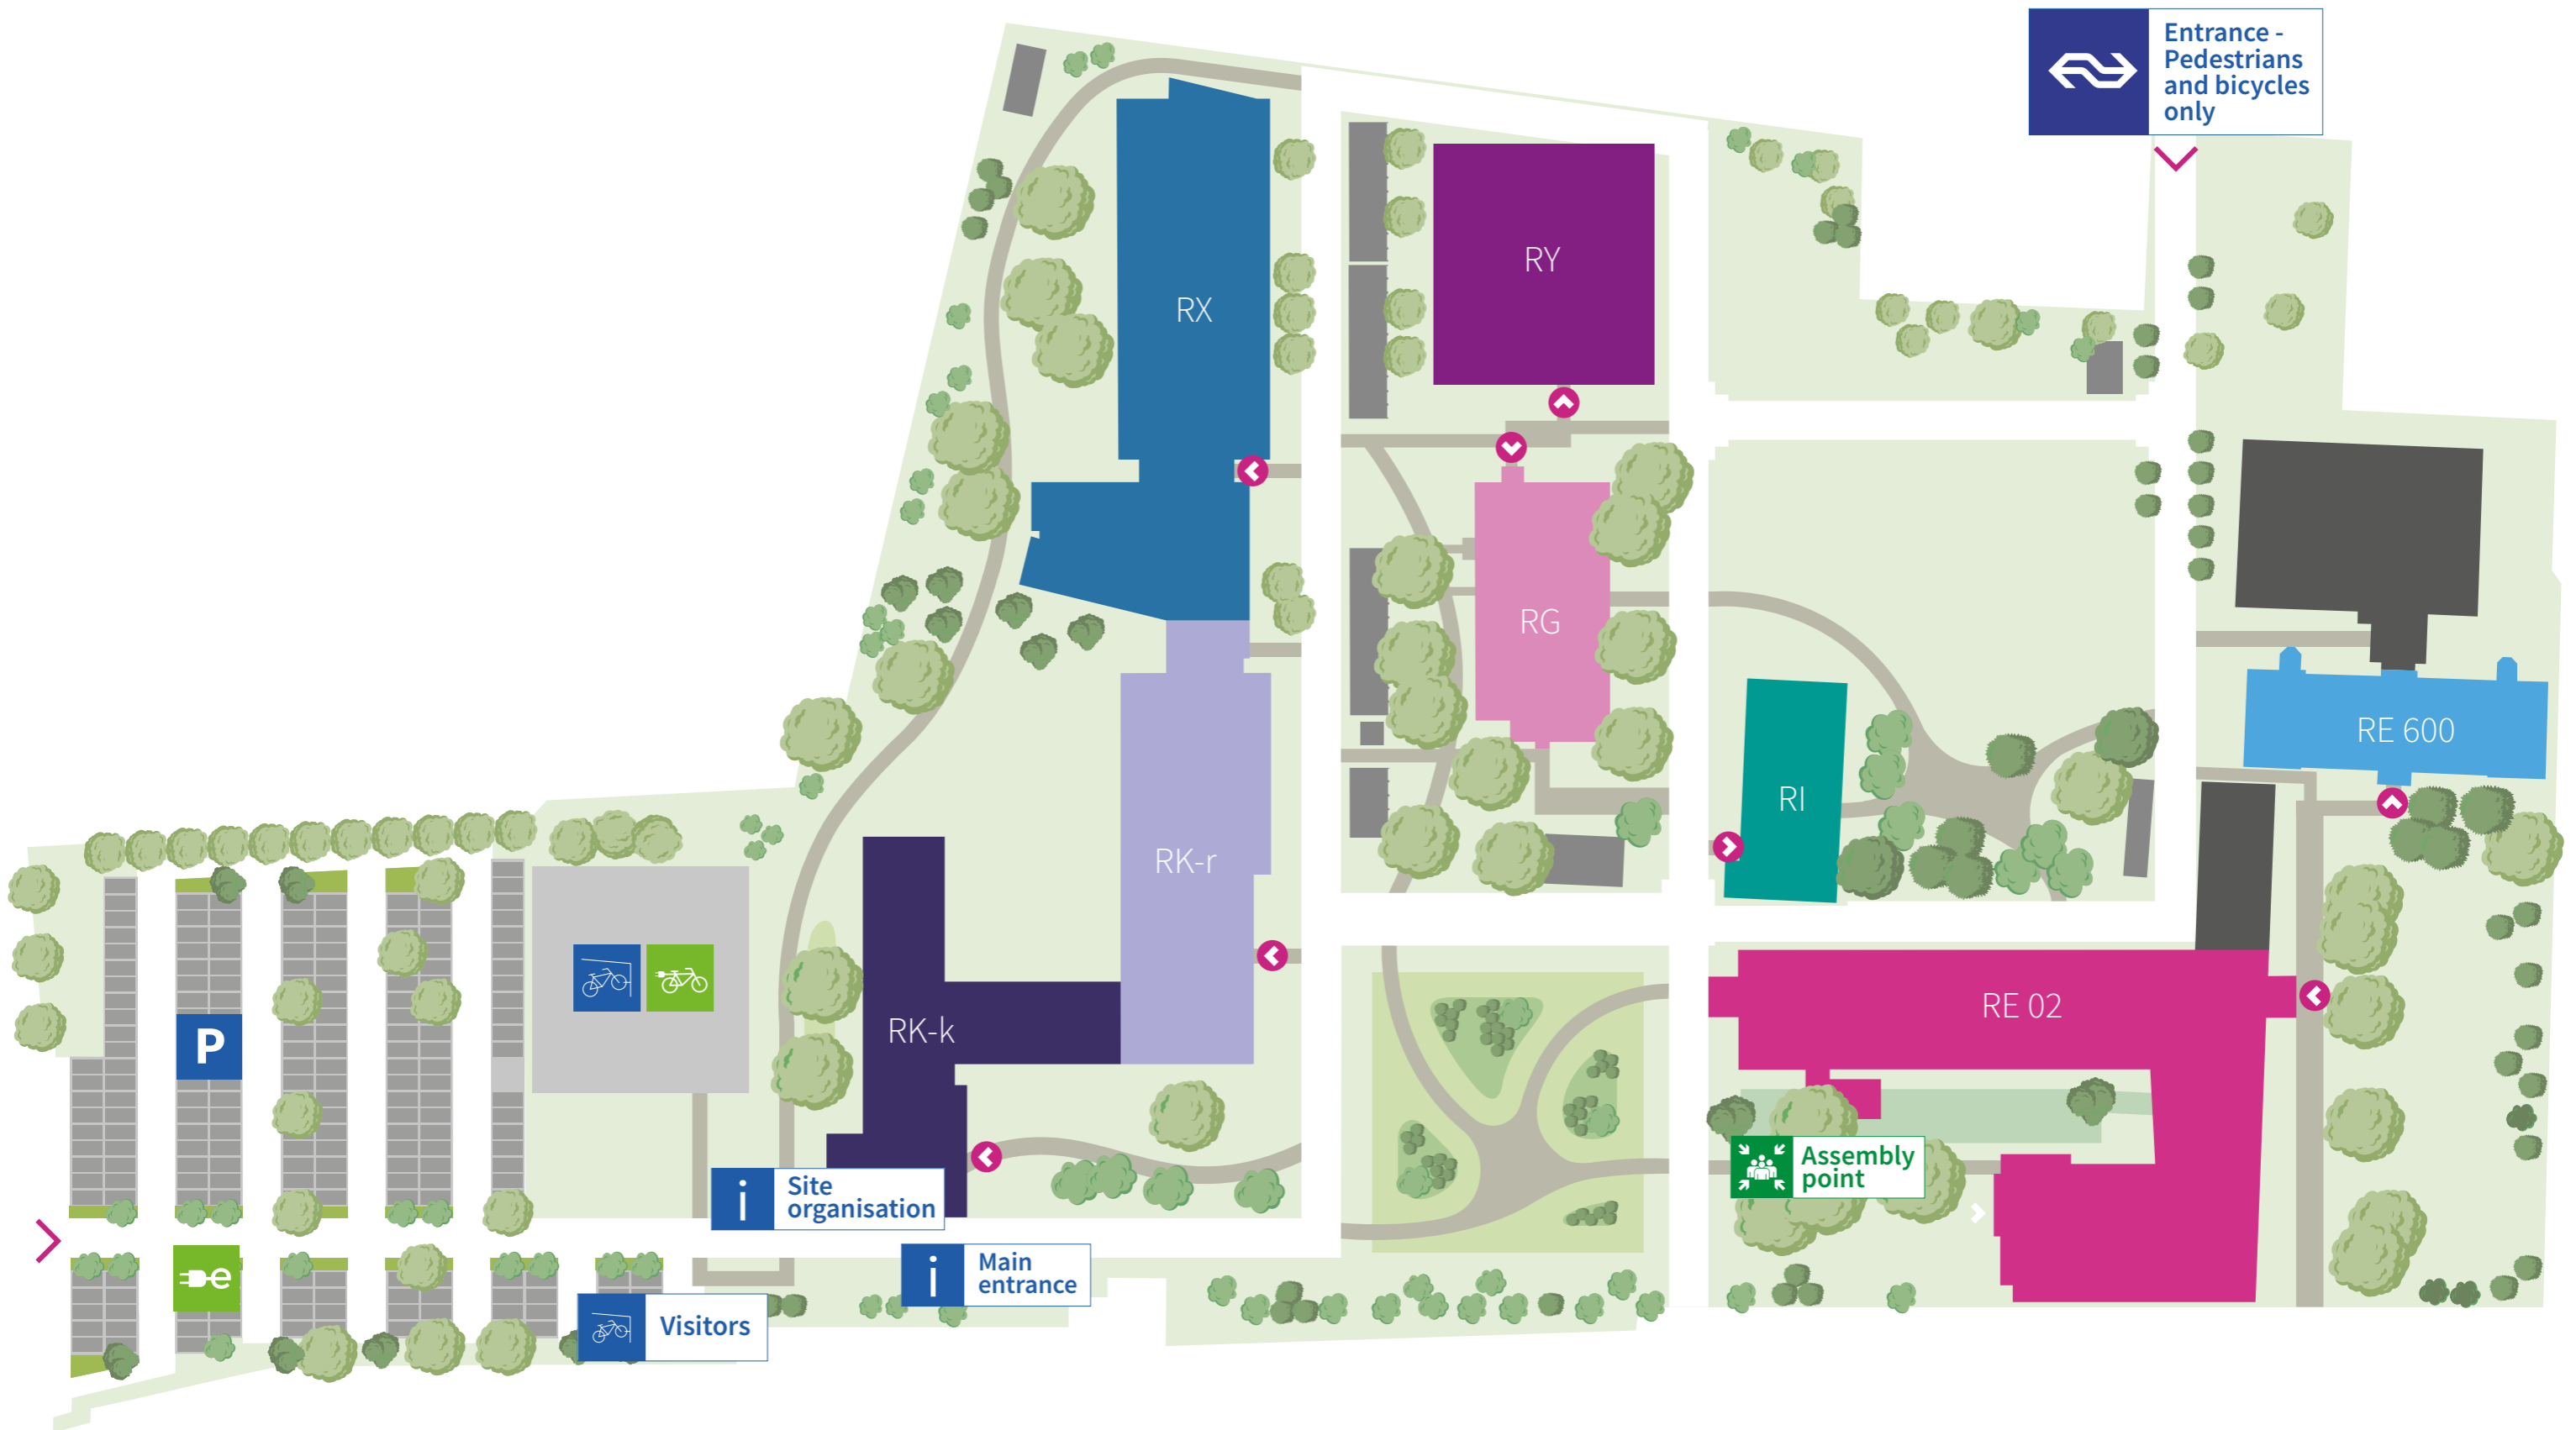 Entrance -
Pedestrians
and bicycles
only
RY
RX
RG
RE 600
RI
RK-r
RE 02
RK-k
P
Assembly
point
i
Site
organisation
i
Main
entrance
e
Visitors